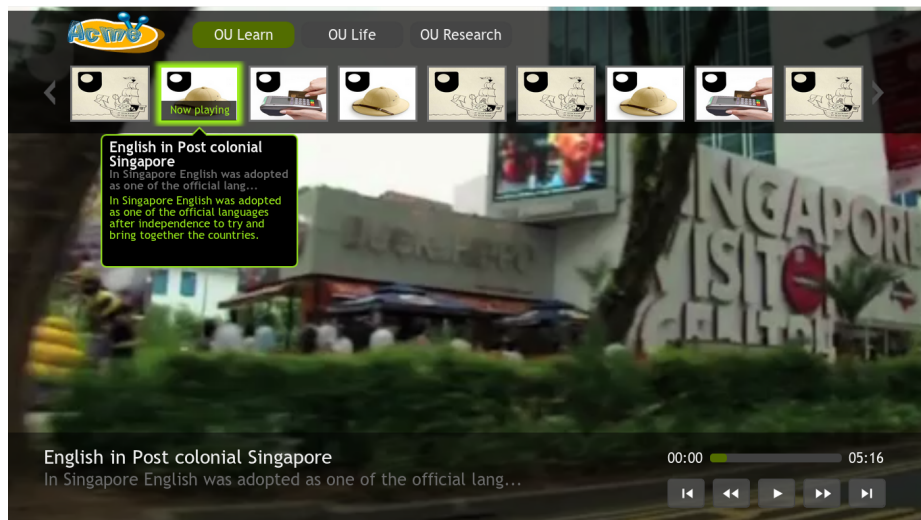 Acme
OU Learn
OU Life
OU Research
Now playing
English in Post colonial
Singapore
In Singapore English was adopted
as one of the official lang...
In Singapore English was adopted
as one of the official languages
after independence to try and
bring together the countries.
SINGAPORE
VISIT
English in Post colonial Singapore
In Singapore English was adopted as one of the official lang...
00:00
05:16